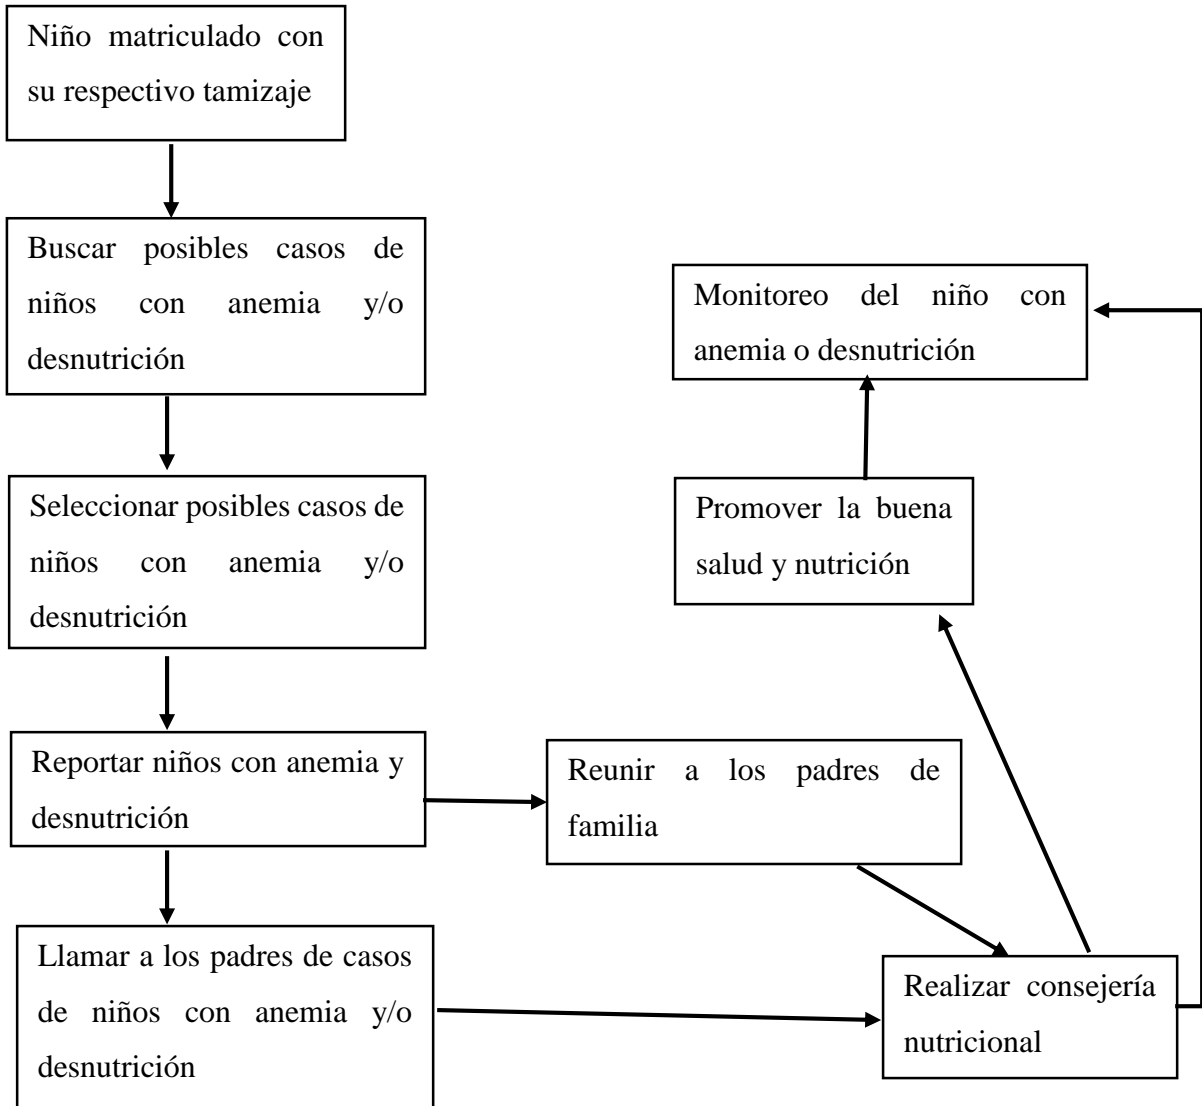 Niño matriculado con
su respectivo tamizaje
Buscar posibles casos de
niños con anemia y/o
desnutrición
Seleccionar posibles casos de
niños con anemia y/o
desnutrición
Reportar niños con anemia y
desnutrición
Llamar a los padres de casos
de niños con anemia y/o
desnutrición
Reunir a los padres de
familia
Realizar consejería
nutricional
Promover la buena
salud y nutrición
Monitoreo del niño con
anemia o desnutrición